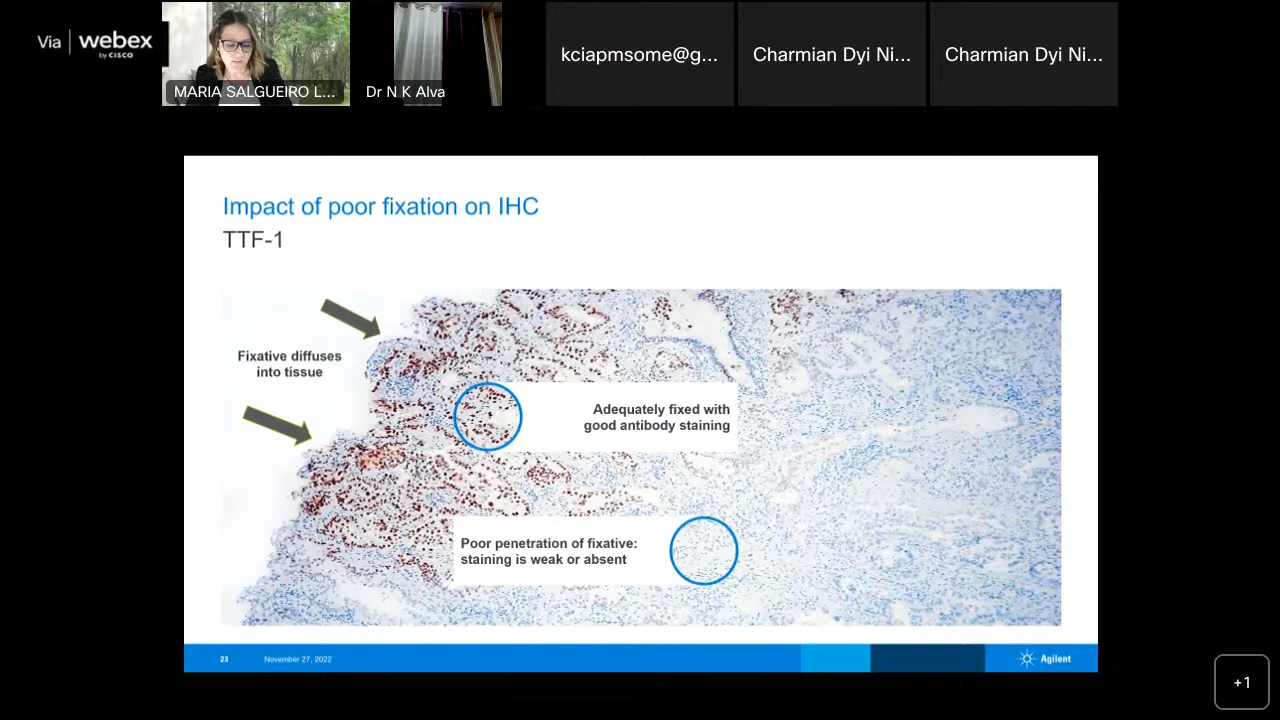 Via | webex
by CISCO
MARIA SALGUEIRO L...
Dr N K Alva
kciapmsome@g...
Charmian Dyi Ni...
Charmian Dyi Ni...
Impact of poor fixation on IHC
TTF-1
Fixative diffuses
into tissue
Adequately fixed with
good antibody staining
Poor penetration of fixative:
staining is weak or absent
23
November 27, 2022
Agilent
+1